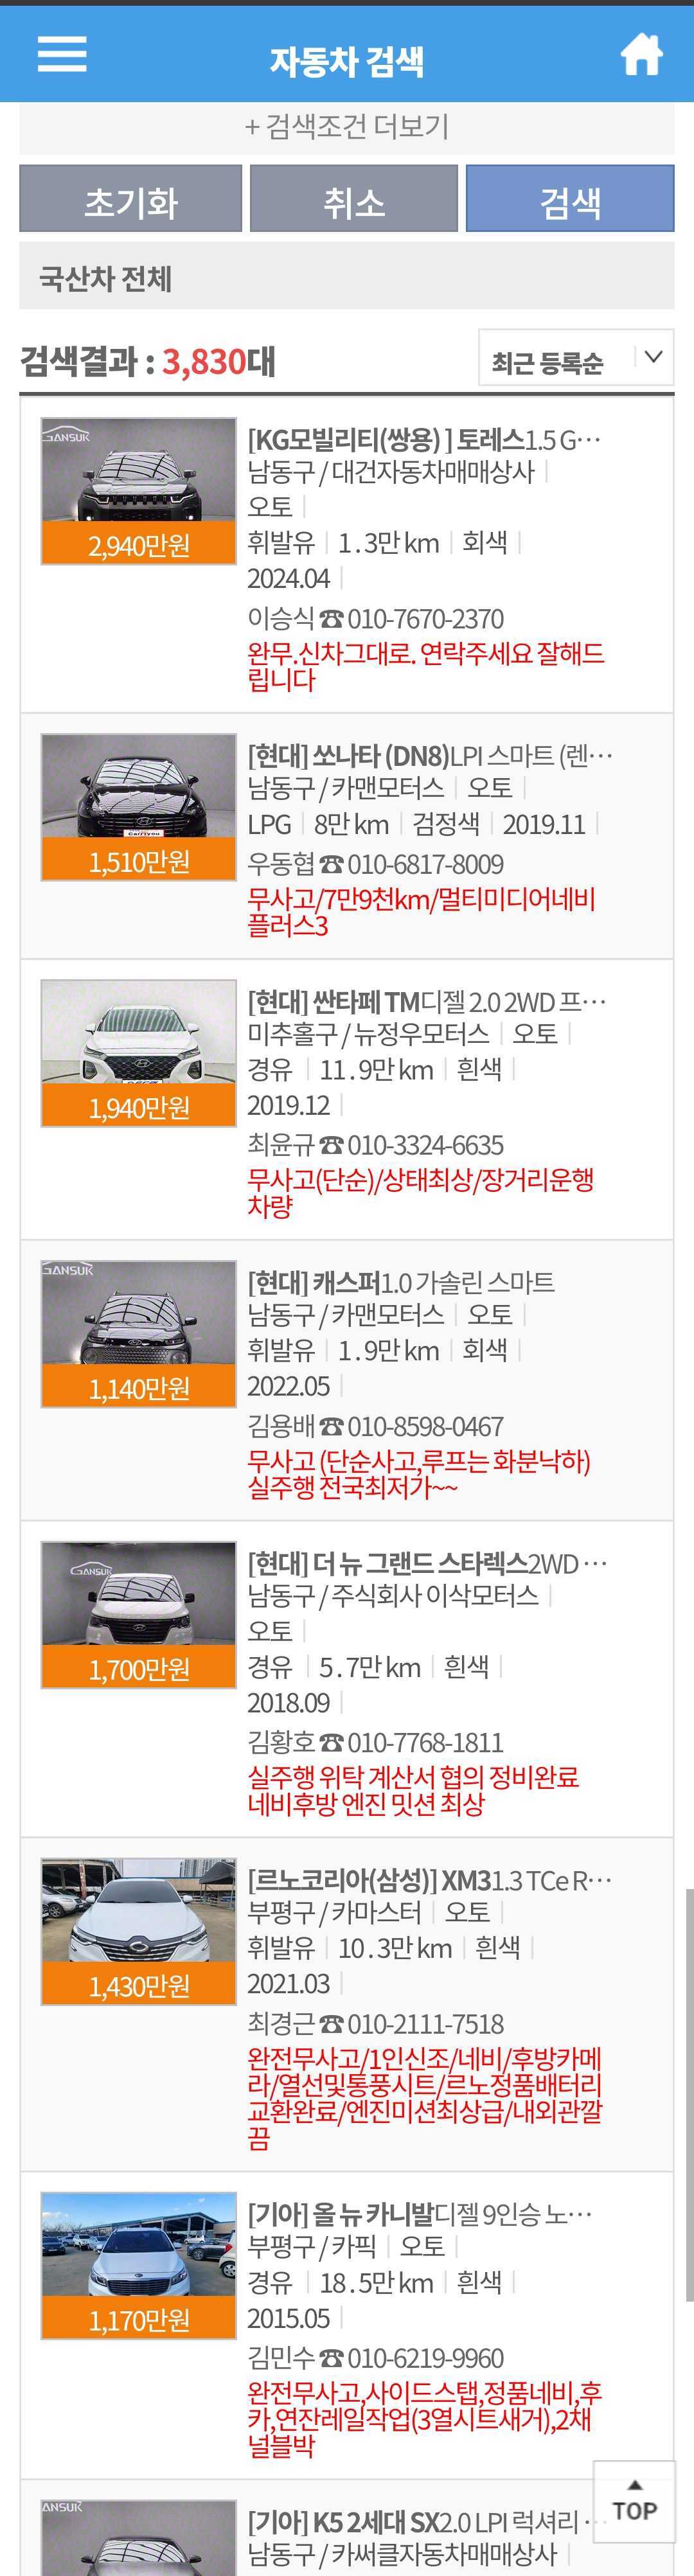 자동차 검색
+ 검색조건 더보기
초기화 취소 검색
국산차 전체
검색결과 : 3,830대
최근 등록순
GANSUK
2,940만원
[KG모빌리티(쌍용) ] 토레스1.5 G…
남동구 / 대건자동차매매상사
오토
휘발유 | 1.3만 km | 회색
2024.04
이승식 ☎ 010-7670-2370
완무.신차그대로. 연락주세요 잘해드
립니다
Carryou
1,510만원
[현대] 쏘나타 (DN8)LPI 스마트 (렌…
남동구 / 카맨모터스 | 오토
LPG | 8만 km | 검정색 | 2019.11
우동협 ☎ 010-6817-8009
무사고/7만9천km/멀티미디어네비
플러스3
1,940만원
[현대] 싼타페 TM디젤 2.0 2WD 프…
미추홀구 / 뉴정우모터스 | 오토
경유 | 11.9만 km | 흰색
2019.12
최윤규 ☎ 010-3324-6635
무사고(단순)/상태최상/장거리운행
차량
GANSUK
1,140만원
[현대] 캐스퍼1.0 가솔린 스마트
남동구 / 카맨모터스 | 오토
휘발유 | 1.9만 km | 회색
2022.05
김용배 ☎ 010-8598-0467
무사고 (단순사고,루프는 화분낙하)
실주행 전국최저가~~
GANSUK
1,700만원
[현대] 더 뉴 그랜드 스타렉스2WD …
남동구 / 주식회사 이삭모터스
오토
경유 | 5.7만 km | 흰색
2018.09
김황호 ☎ 010-7768-1811
실주행 위탁 계산서 협의 정비완료
네비후방 엔진 밋션 최상
1,430만원
[르노코리아(삼성)] XM31.3 TCe R…
부평구 / 카마스터 | 오토
휘발유 | 10.3만 km | 흰색
2021.03
최경근 ☎ 010-2111-7518
완전무사고/1인신조/네비/후방카메
라/열선및통풍시트/르노정품배터리
교환완료/엔진미션최상급/내외관깔
끔
1,170만원
[기아] 올 뉴 카니발디젤 9인승 노…
부평구 / 카픽 | 오토
경유 | 18.5만 km | 흰색
2015.05
김민수 ☎ 010-6219-9960
완전무사고,사이드스탭,정품네비,후
카,연잔레일작업(3열시트새거),2채
널블박
TOP
ANSUK
[기아] K5 2세대 SX2.0 LPI 럭셔리 …
남동구 / 카써클자동차매매상사